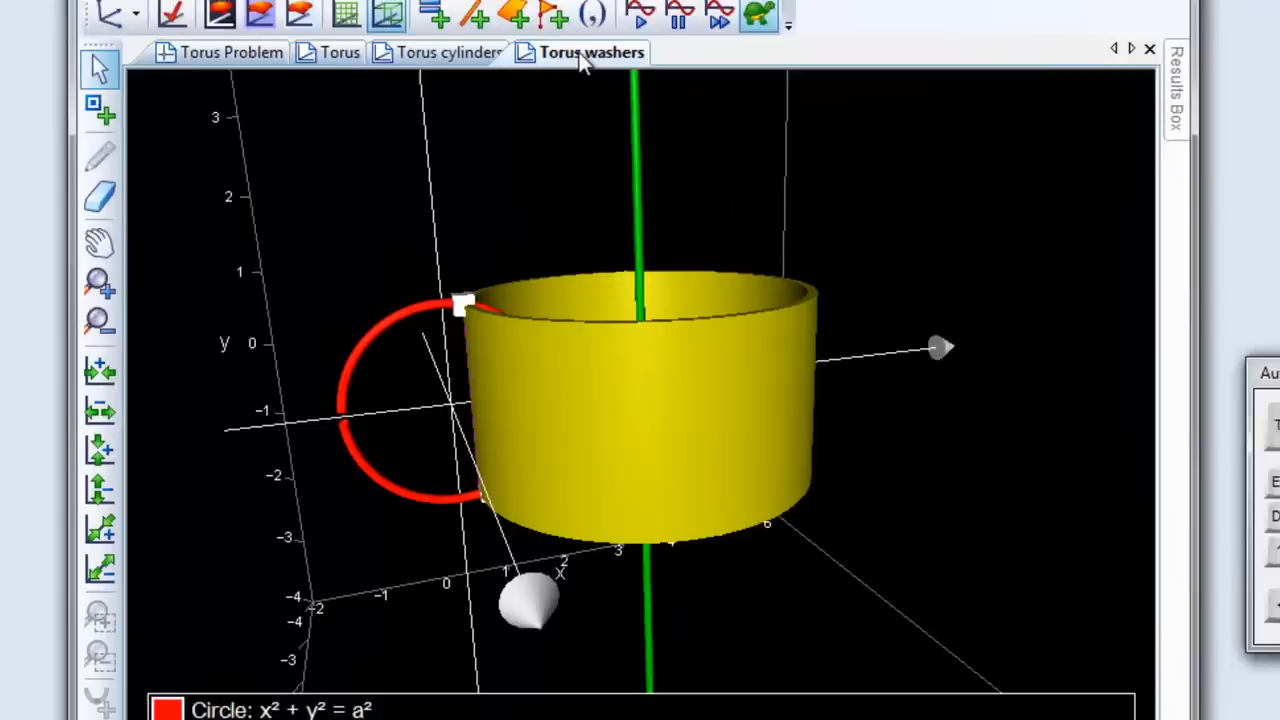 Torus Problem
Torus
Torus cylinders
Torus washers
Results Box
3
2
1
y 0
-1
-2
-3
-4
-4
-3
-2
-1
0
1
2
x
3
6
Circle: x² + y² = a²
Au
T
E
D